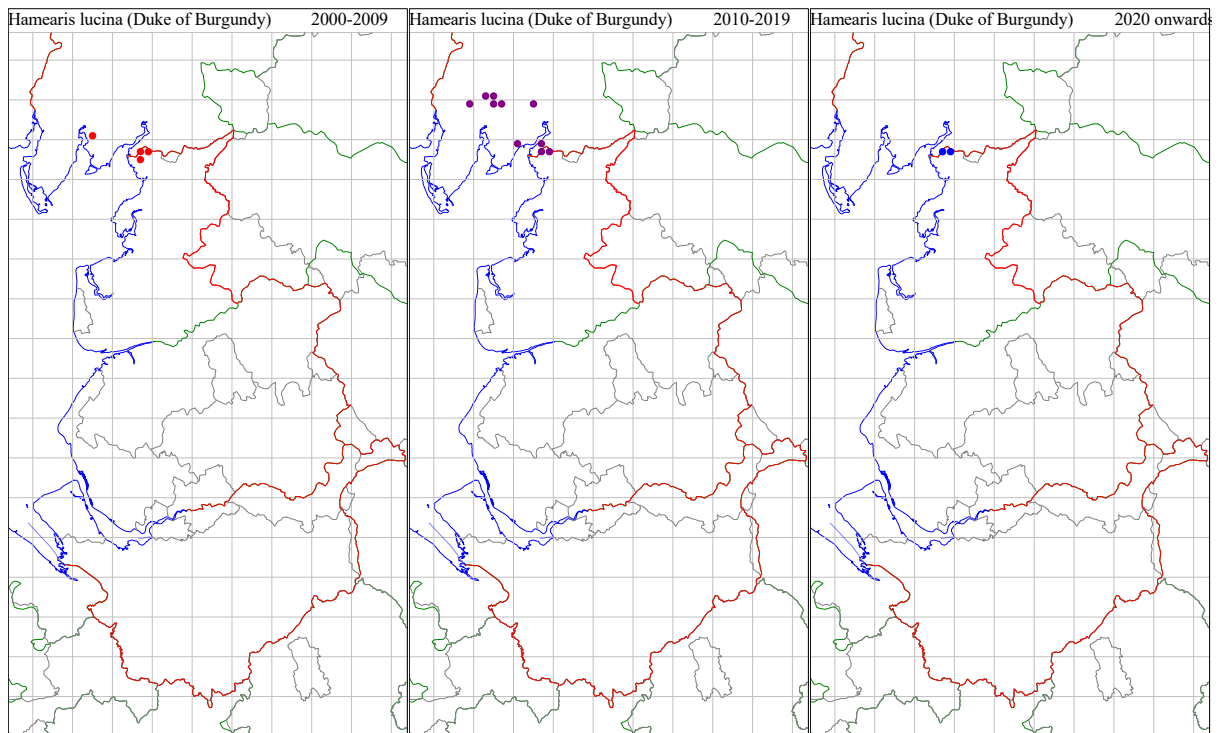 Hamearis lucina (Duke of Burgundy) 2000-2009
Hamearis lucina (Duke of Burgundy) 2010-2019
Hamearis lucina (Duke of Burgundy) 2020 onwards